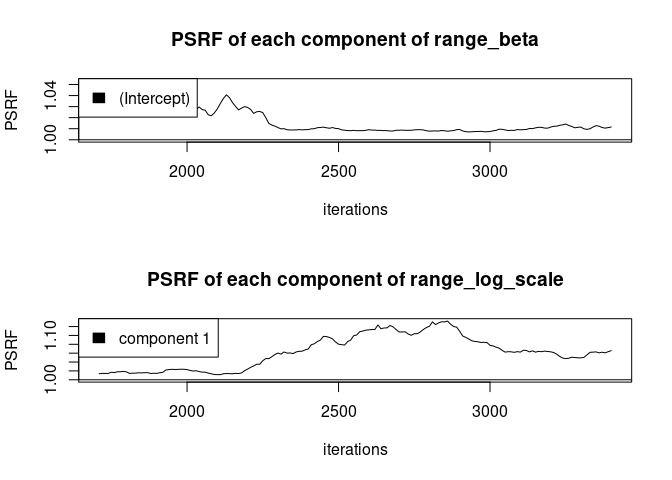 PSRF of each component of range_beta
PSRF
1.04
1.00
(Intercept)
2000 2500 3000
iterations
PSRF of each component of range_log_scale
PSRF
1.10
1.00
component 1
2000 2500 3000
iterations